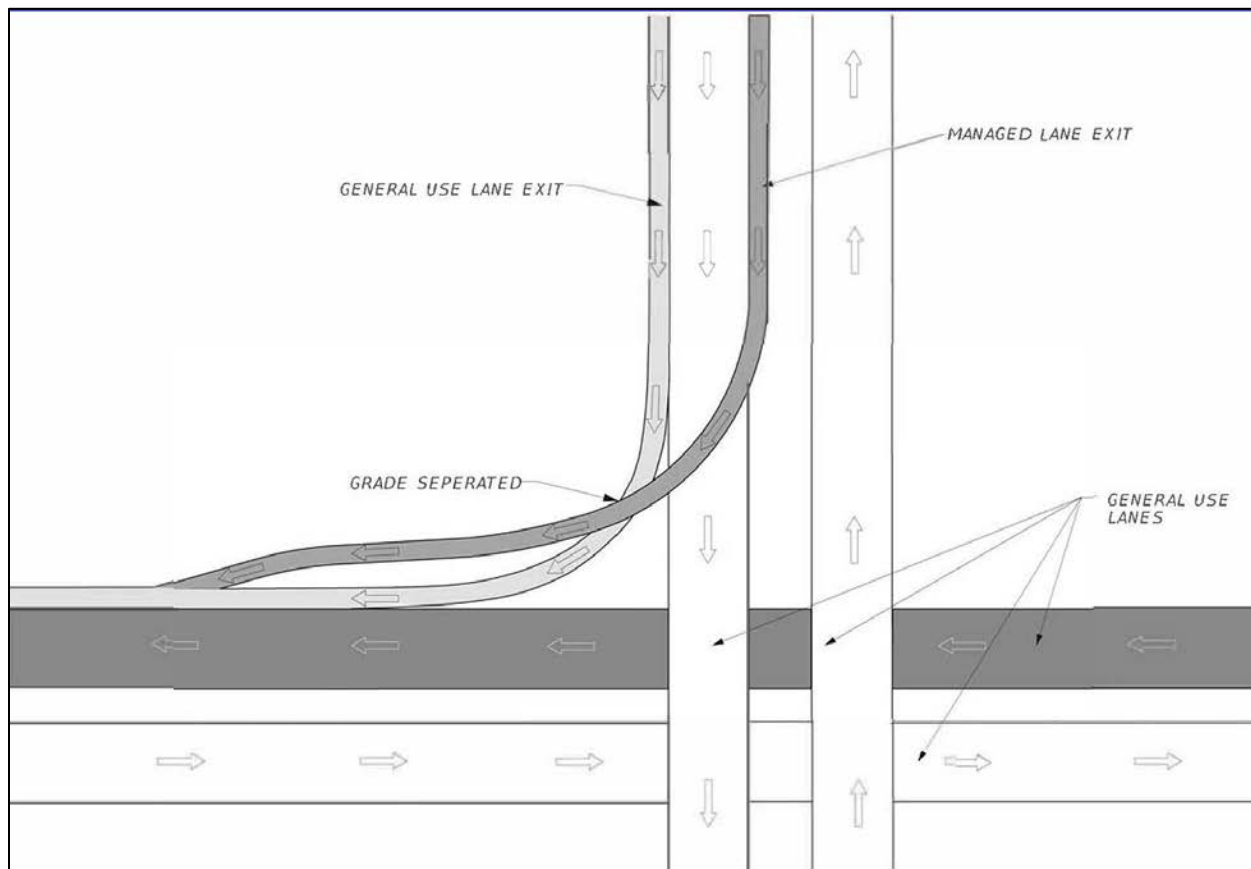 MANAGED LANE EXIT
GENERAL USE LANE EXIT
GRADE SEPERATED
GENERAL USE
LANES